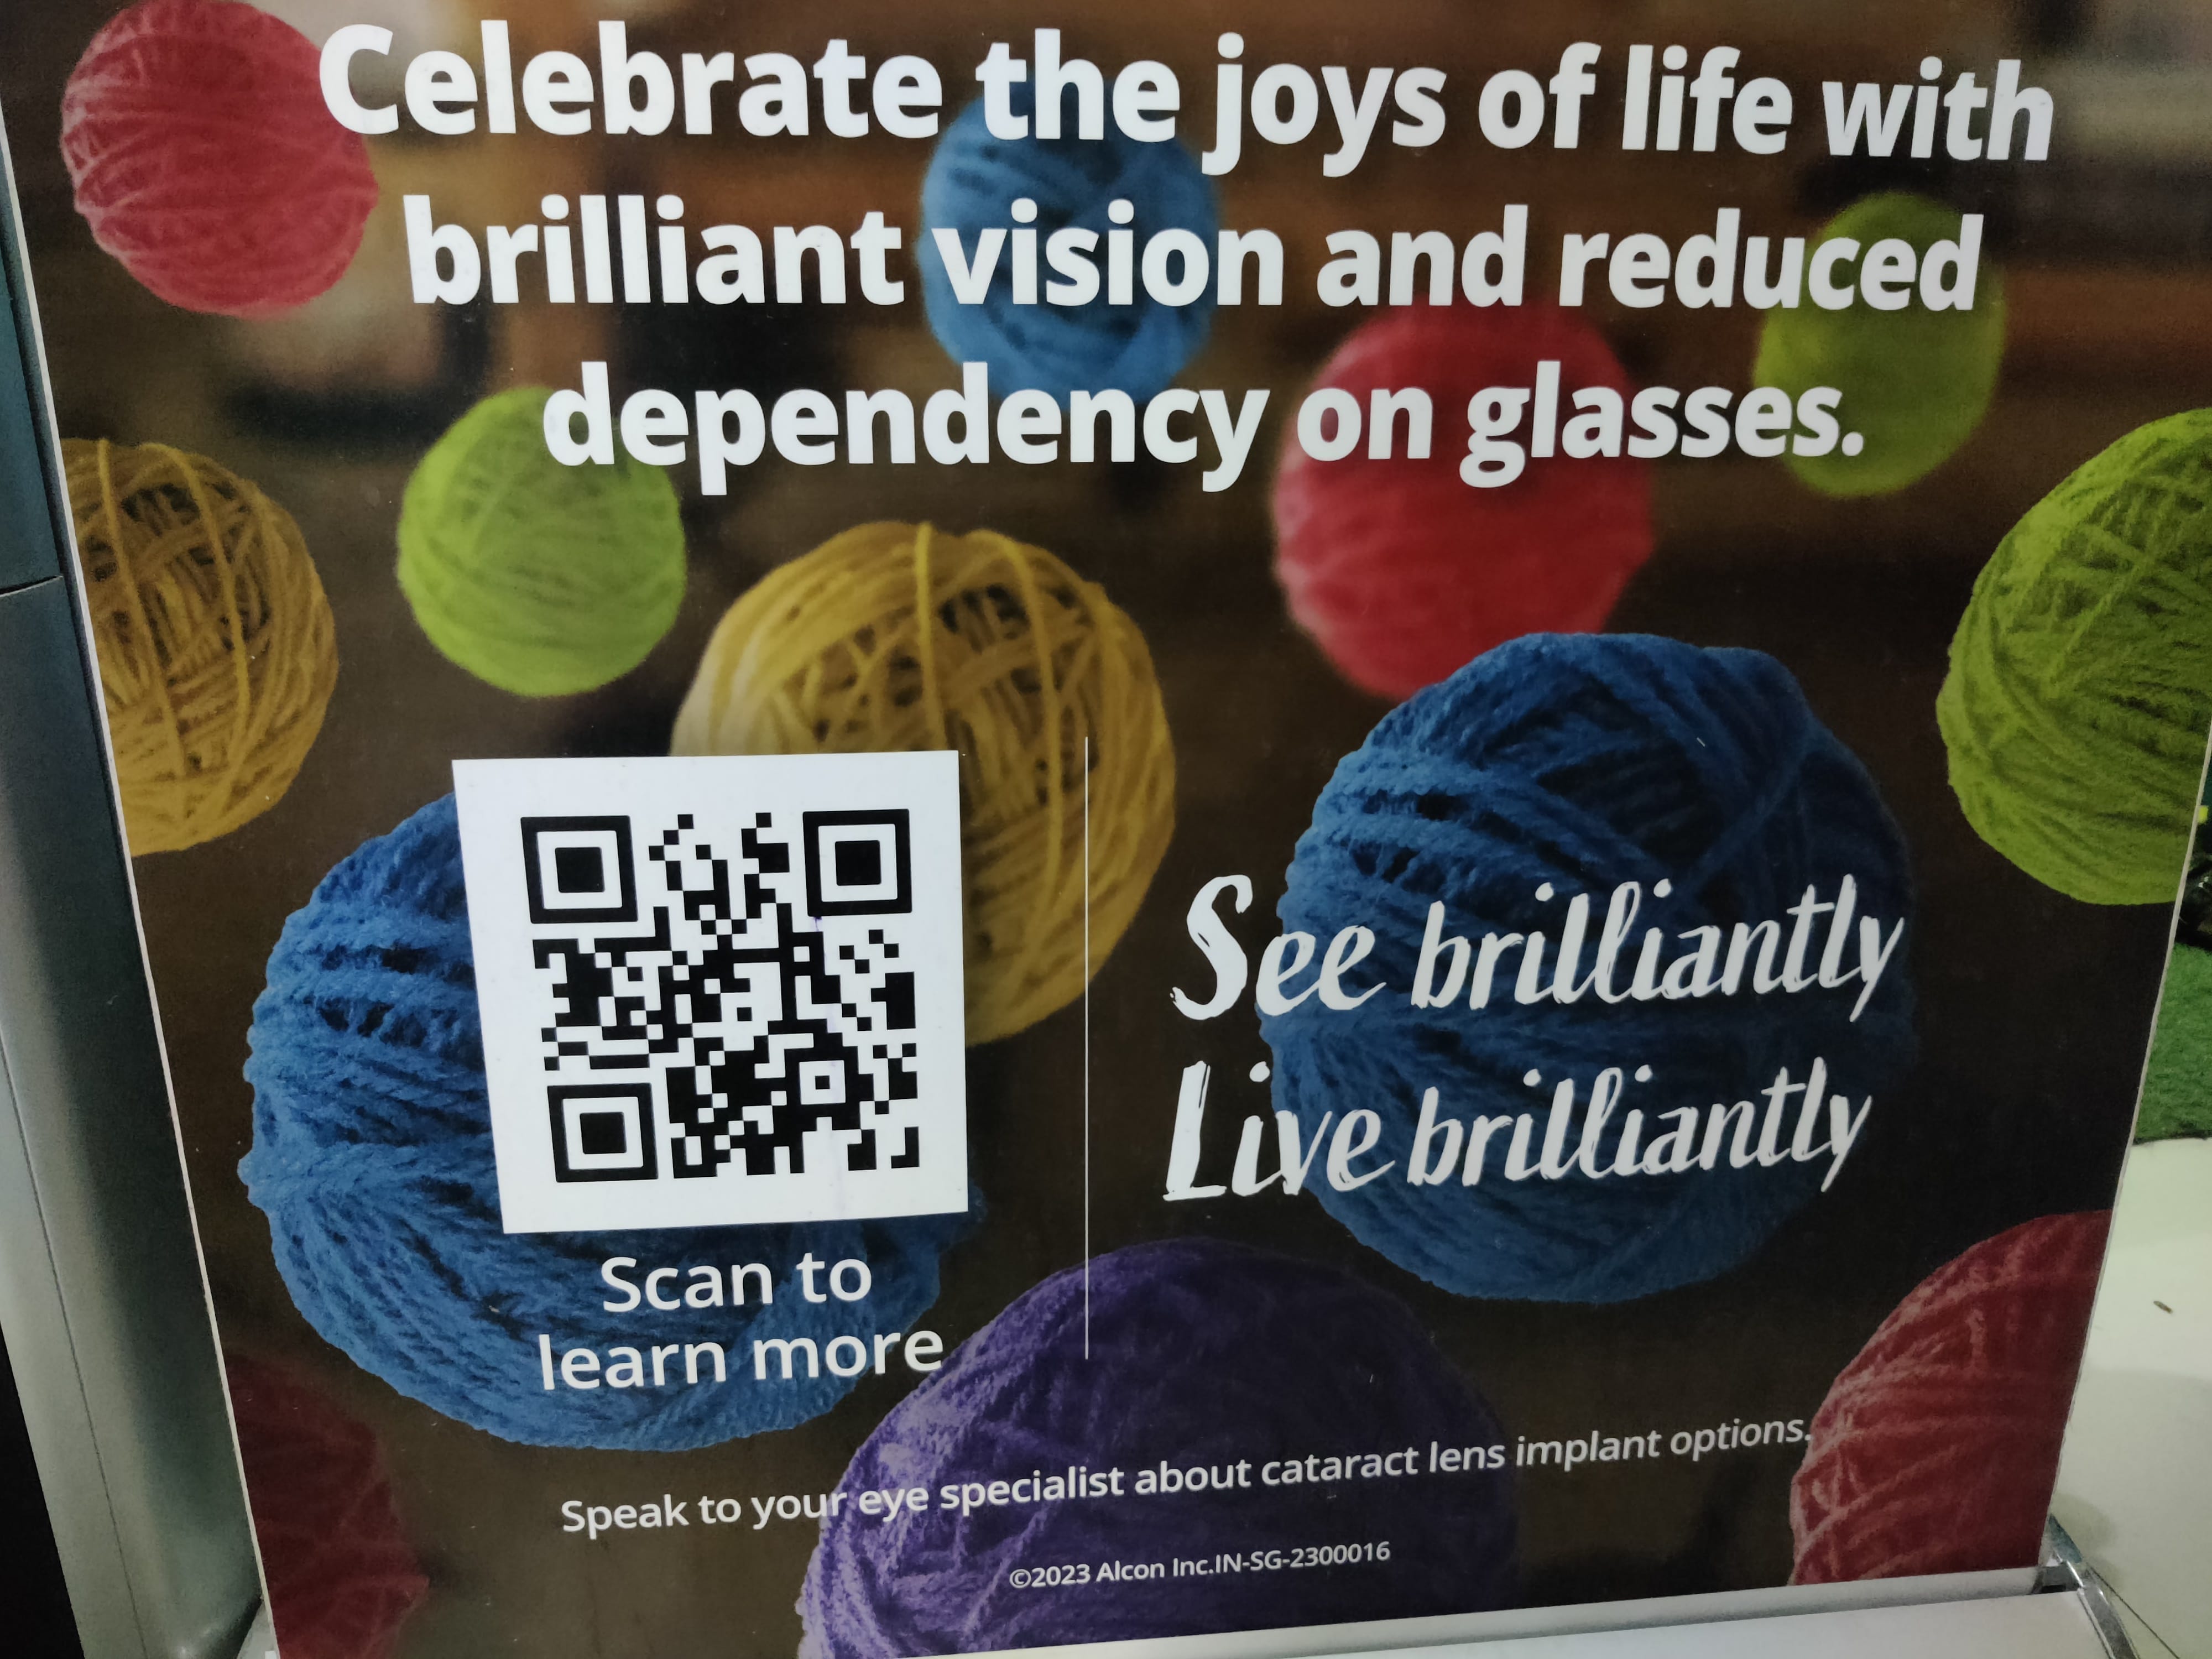 Celebrate the joys of life with
brilliant vision and reduced
dependency on glasses.
See brilliantly
Live brilliantly
Scan to
learn more
Speak to your eye specialist about cataract lens implant options.
©2023 Alcon Inc.IN-SG-2300016